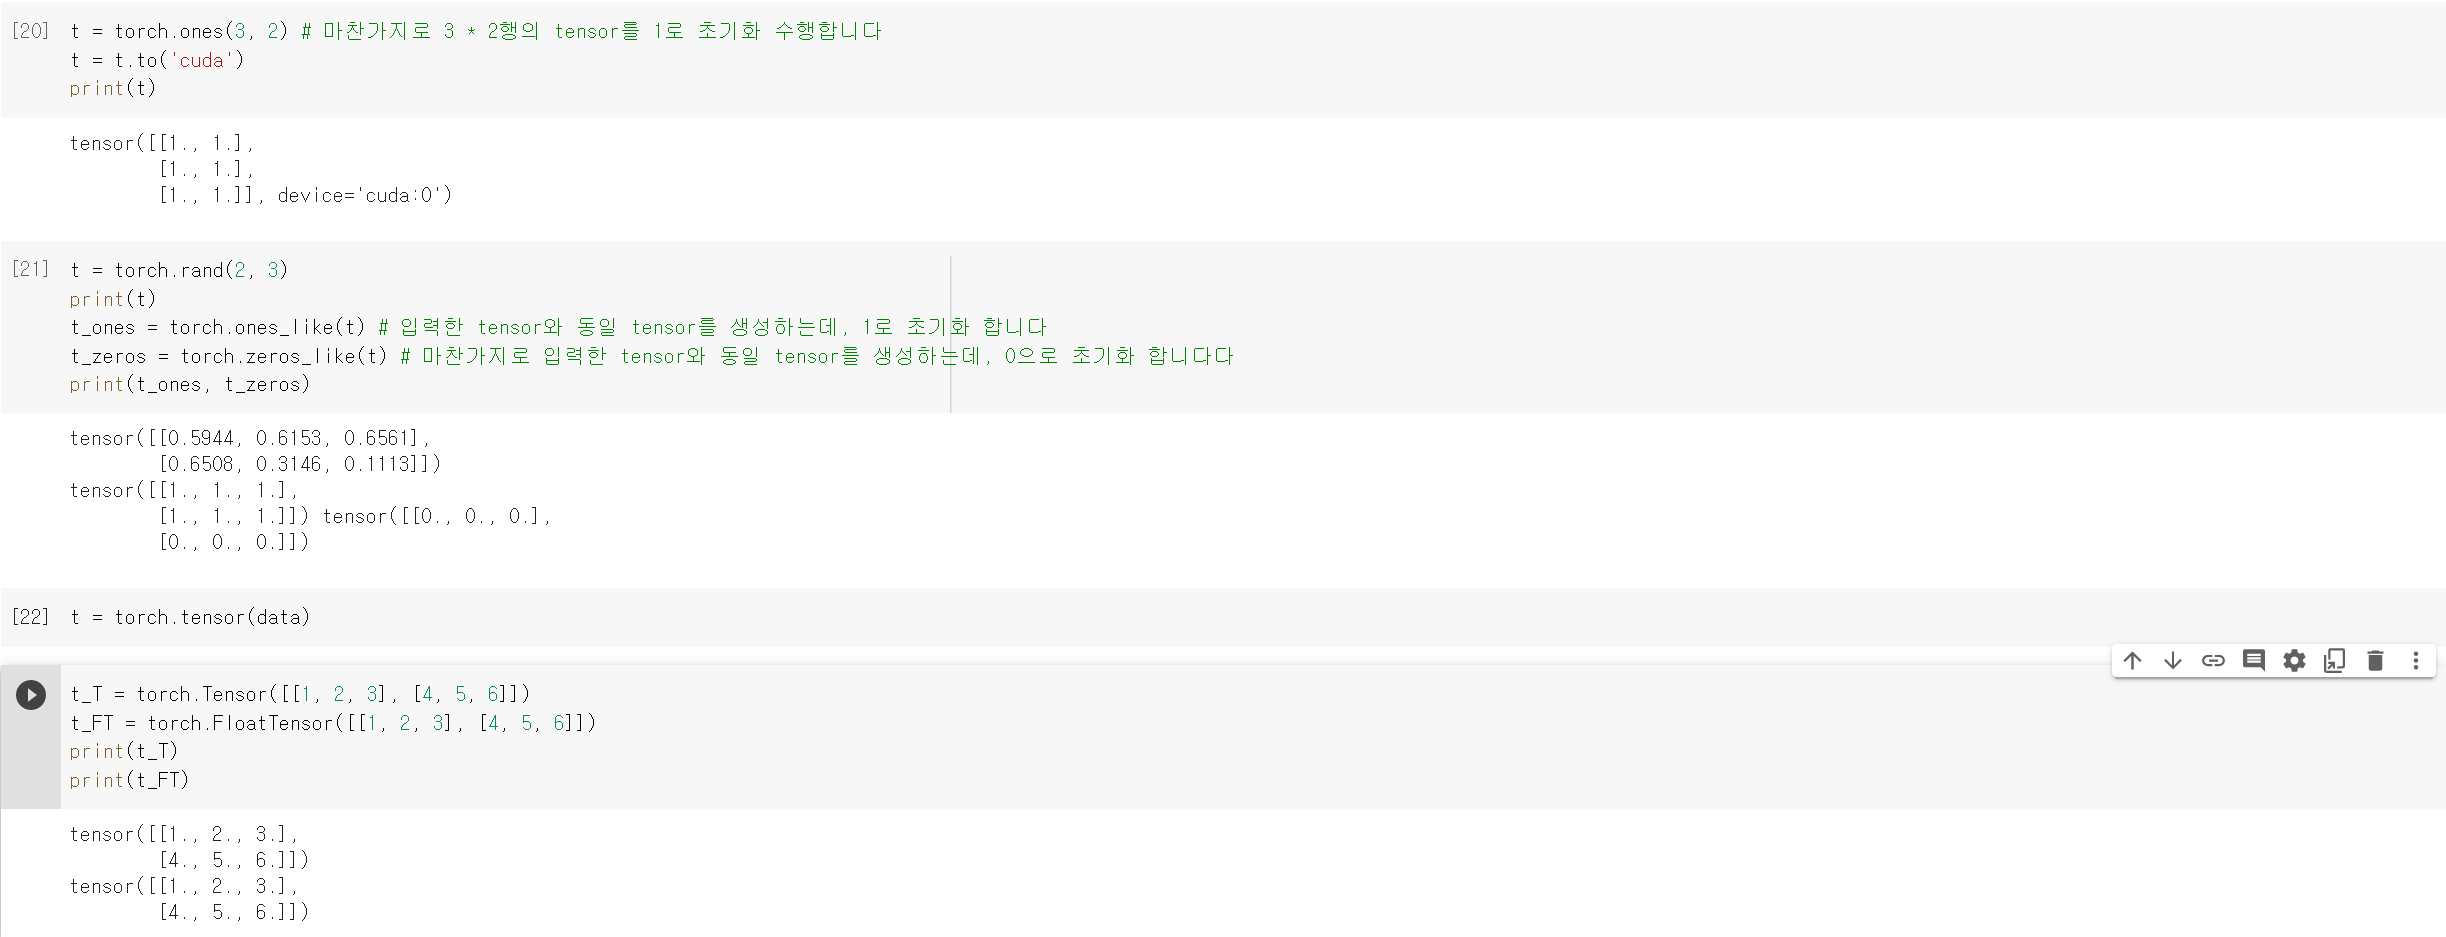 [20] t = torch.ones(3, 2) # 마찬가지로 3 * 2행의 tensor를 1로 초기화 수행합니다
t = t.to('cuda')
print(t)
tensor([[1., 1.],
[1., 1.],
[1., 1.]], device='cuda:0')
[21] t = torch.rand(2, 3)
print(t)
t_ones = torch.ones_like(t) # 입력한 tensor와 동일 tensor를 생성하는데, 1로 초기화 합니다
t_zeros = torch.zeros_like(t) # 마찬가지로 입력한 tensor와 동일 tensor를 생성하는데, 0으로 초기화 합니다다
print(t_ones, t_zeros)
tensor([[0.5944, 0.6153, 0.6561],
[0.6508, 0.3146, 0.1113]])
tensor([[1., 1., 1.],
[1., 1., 1.]]) tensor([[0., 0., 0.],
[0., 0., 0.]])
[22] t = torch.tensor(data)
t_T = torch.Tensor([[1, 2, 3], [4, 5, 6]])
t_FT = torch.FloatTensor([[1, 2, 3], [4, 5, 6]])
print(t_T)
print(t_FT)
tensor([[1., 2., 3.],
[4., 5., 6.]])
tensor([[1., 2., 3.],
[4., 5., 6.]])